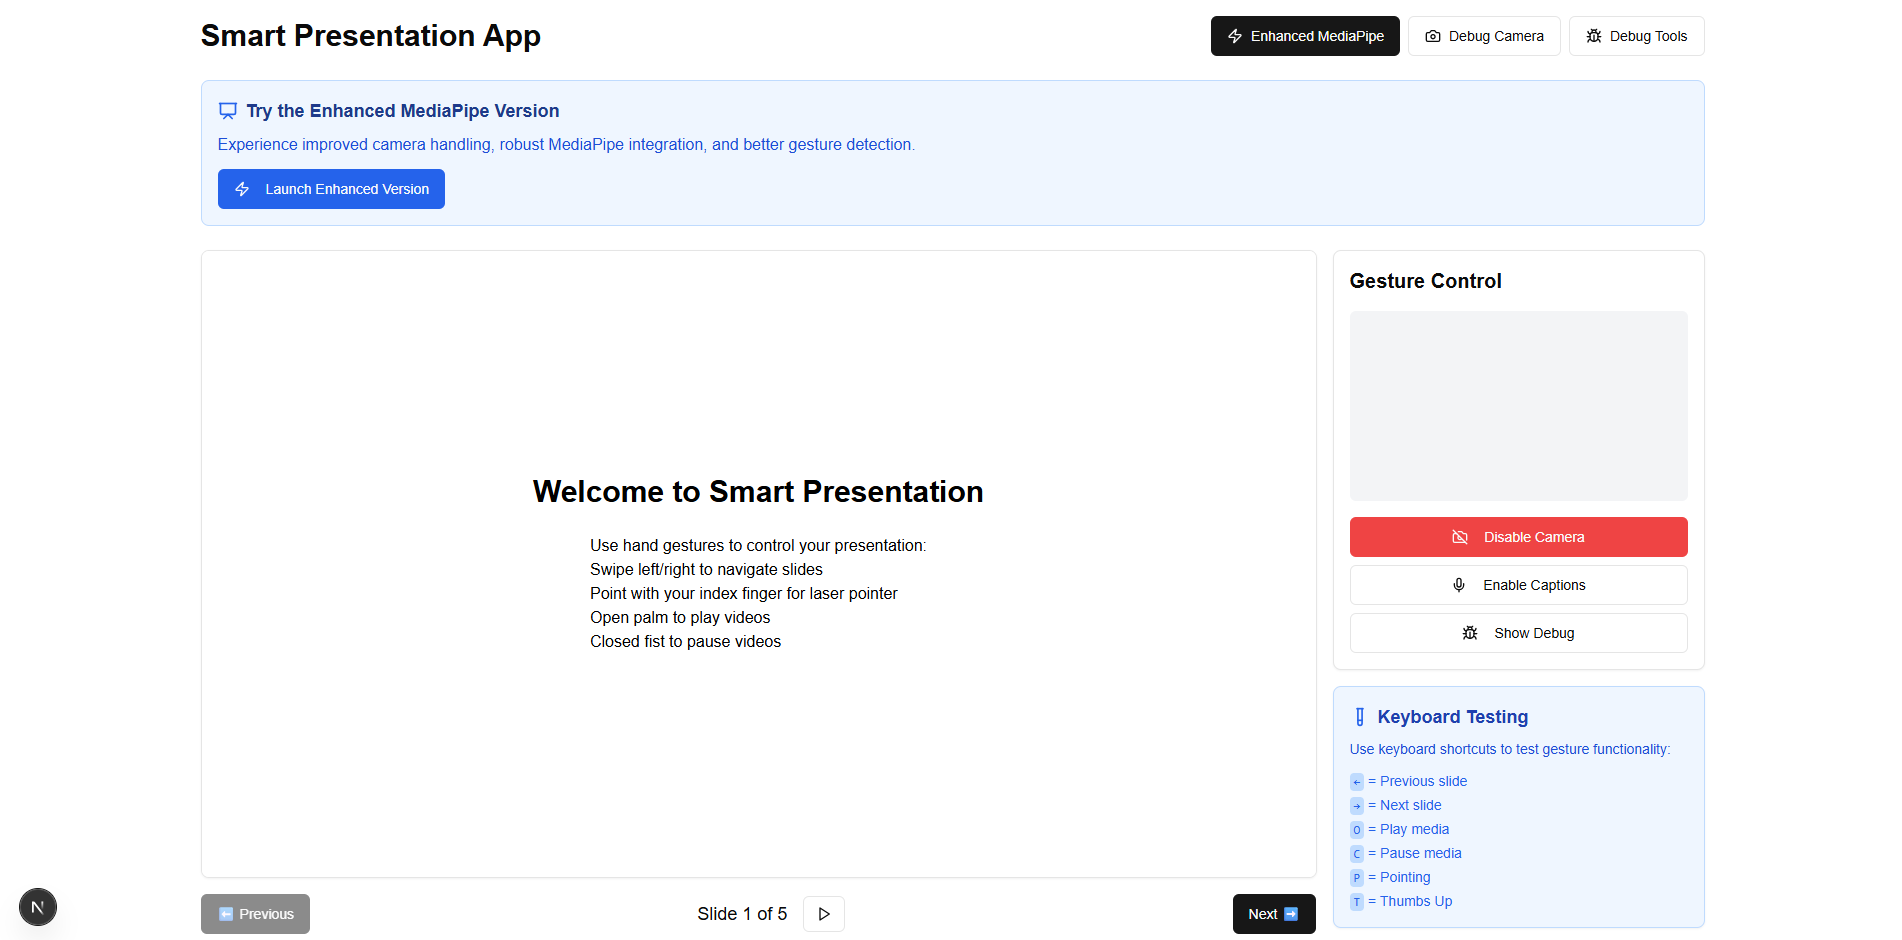 Smart Presentation App
Enhanced MediaPipe
Debug Camera
Debug Tools
Try the Enhanced MediaPipe Version
Experience improved camera handling, robust MediaPipe integration, and better gesture detection.
Launch Enhanced Version
Welcome to Smart Presentation
Use hand gestures to control your presentation:
Swipe left/right to navigate slides
Point with your index finger for laser pointer
Open palm to play videos
Closed fist to pause videos
Gesture Control
Disable Camera
Enable Captions
Show Debug
Keyboard Testing
Use keyboard shortcuts to test gesture functionality:
← = Previous slide
→ = Next slide
O = Play media
C = Pause media
P = Pointing
T = Thumbs Up
N
⬅️ Previous
Slide 1 of 5
Next ➡️